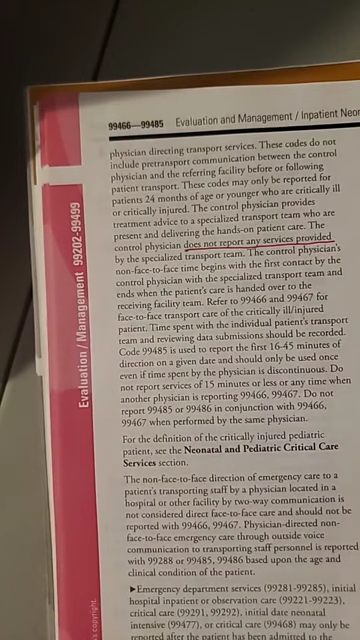 99466—99485 Evaluation and Management / Inpatient Neon
physician directing transport services. These codes do not
include pretransport communication between the control
physician and the referring facility before or following
patient transport. These codes may only be reported for
patients 24 months of age or younger who are critically ill
or critically injured. The control physician provides
treatment advice to a specialized transport team who are
present and delivering the hands-on patient care. The
control physician does not report any services provided
by the specialized transport team. The control physician's
non-face-to-face time begins with the first contact by the
control physician with the specialized transport team and
ends when the patient's care is handed over to the
receiving facility team. Refer to 99466 and 99467 for
face-to-face transport care of the critically ill/injured
patient. Time spent with the individual patient's transport
team and reviewing data submissions should be recorded.
Code 99485 is used to report the first 16-45 minutes of
direction on a given date and should only be used once
even if time spent by the physician is discontinuous. Do
not report services of 15 minutes or less or any time when
another physician is reporting 99466, 99467. Do not
report 99485 or 99486 in conjunction with 99466,
99467 when performed by the same physician.
For the definition of the critically injured pediatric
patient, see the Neonatal and Pediatric Critical Care
Services section.
The non-face-to-face direction of emergency care to a
patient's transporting staff by a physician located in a
hospital or other facility by two-way communication is
not considered direct face-to-face care and should not be
reported with 99466, 99467. Physician-directed non-
face-to-face emergency care through outside voice
communication to transporting staff personnel is reported
with 99288 or 99485, 99486 based upon the age and
clinical condition of the patient.
►Emergency department services (99281-99285), initial
hospital inpatient or observation care (99221-99223),
critical care (99291, 99292), initial date neonatal
intensive (99477), or critical care (99468) may only be
reported after the patient has been admitted to the
Evaluation / Management 99202-99499
copyright.